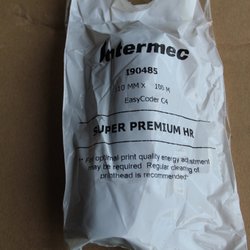 Intermec
I90485
110 MM X 100 M
EasyCoder C4
SUPER PREMIUM HR
* For optimal print quality energy adjustment
may be required Regular clearing of
printhead is recommended.*